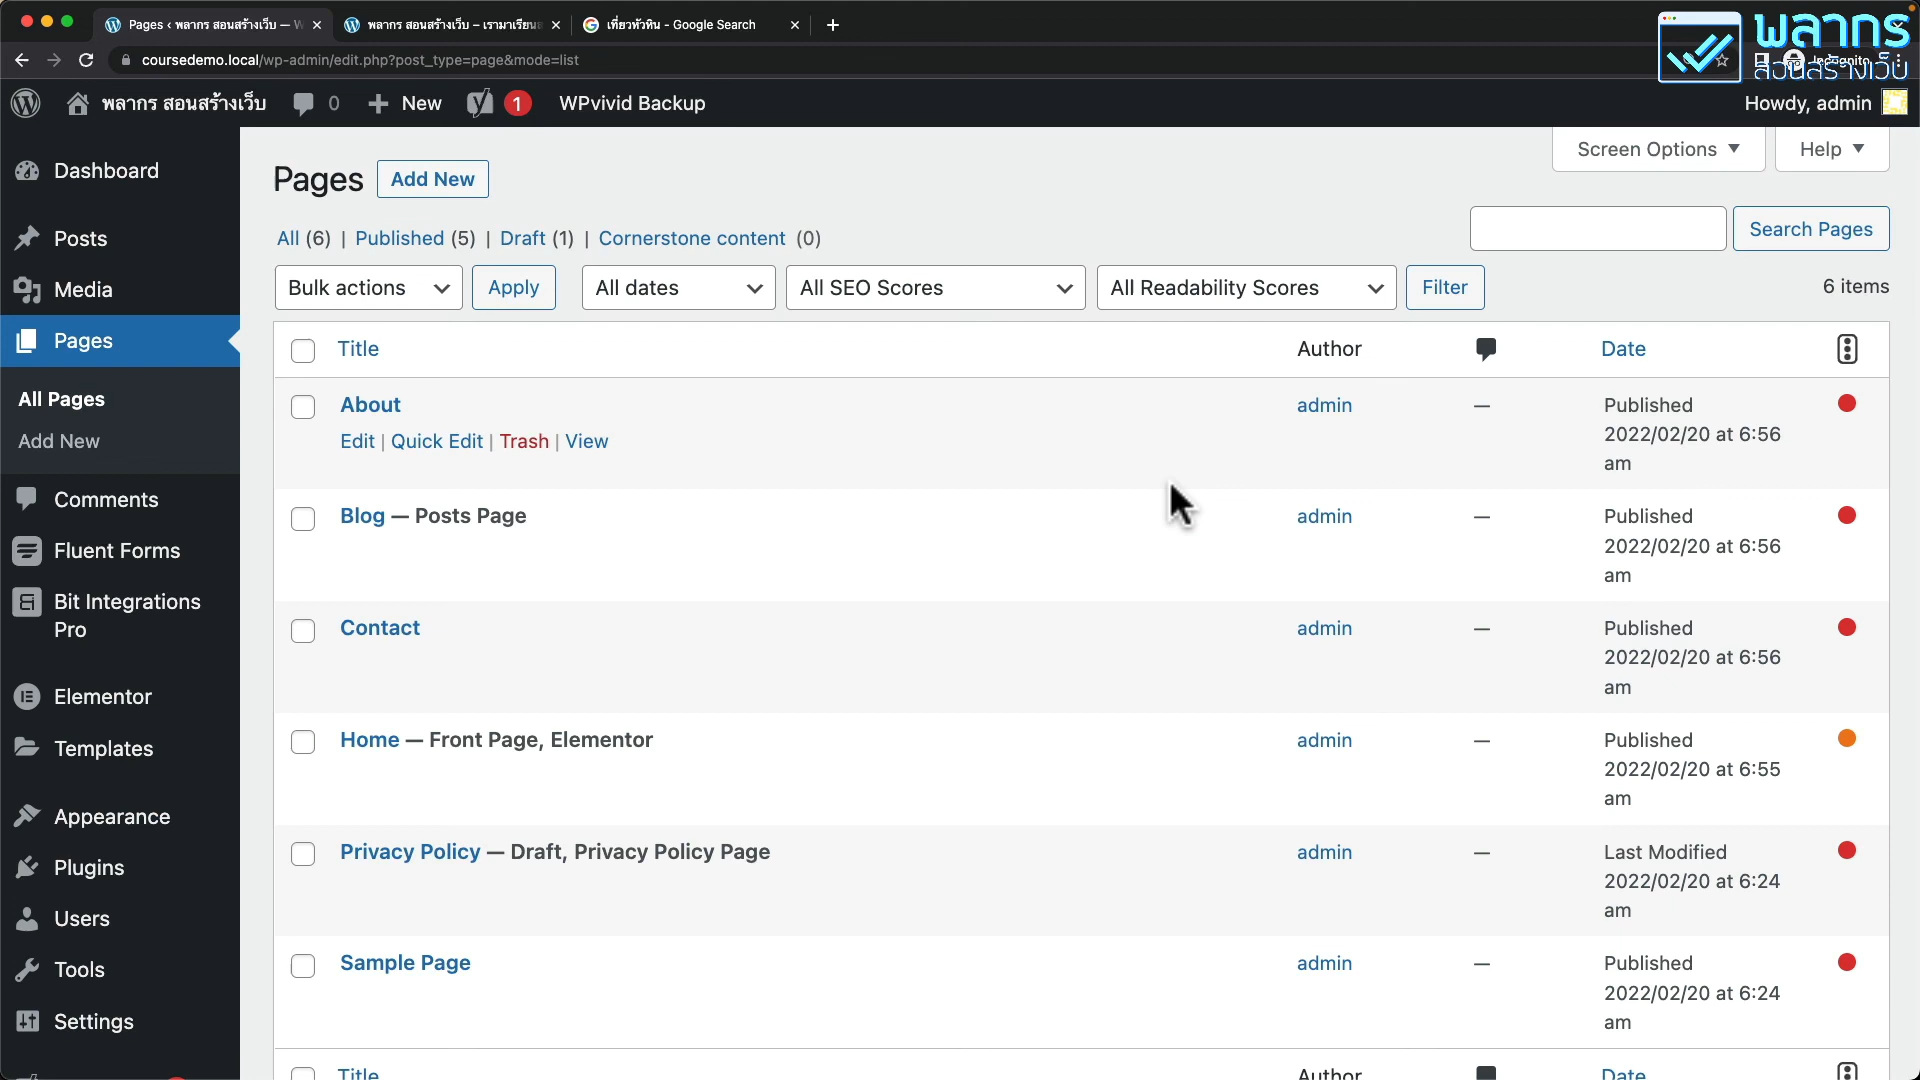 Pages ‹ พลากร สอนสร้างเว็บ — W
พลากร สอนสร้างเว็บ – เรามาเรียน
เที่ยวหัวหิน - Google Search
coursedemo.local/wp-admin/edit.php?post_type=page&mode=list
พลากร
สอนสร้างเว็บ
พลากร สอนสร้างเว็บ
0
New
1
WPvivid Backup
Howdy, admin
Dashboard
Posts
Media
Pages
All Pages
Add New
Comments
Fluent Forms
Bit Integrations
Pro
Elementor
Templates
Appearance
Plugins
Users
Tools
Settings
Screen Options
Help
Pages
Add New
All (6) | Published (5) | Draft (1) | Cornerstone content (0)
Search Pages
Bulk actions
Apply
All dates
All SEO Scores
All Readability Scores
Filter
6 items
Title
Author
Date
About
Edit | Quick Edit | Trash | View
admin
—
Published
2022/02/20 at 6:56
am
Blog — Posts Page
admin
—
Published
2022/02/20 at 6:56
am
Contact
admin
—
Published
2022/02/20 at 6:56
am
Home — Front Page, Elementor
admin
—
Published
2022/02/20 at 6:55
am
Privacy Policy — Draft, Privacy Policy Page
admin
—
Last Modified
2022/02/20 at 6:24
am
Sample Page
admin
—
Published
2022/02/20 at 6:24
am
Title
Author
Date